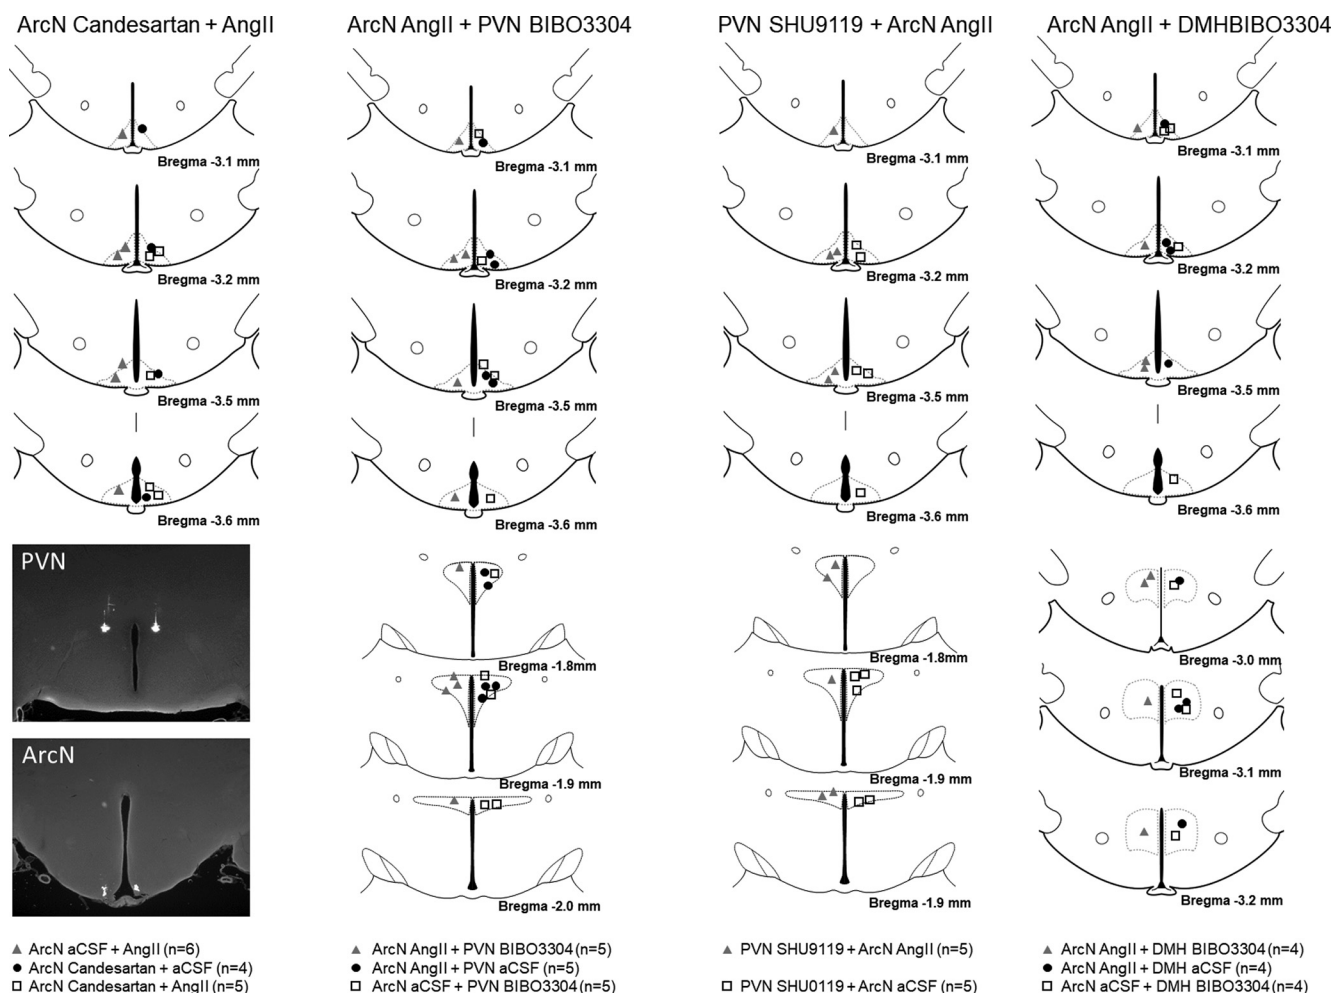 ArcN Candesartan + AngII
Bregma -3.1 mm
Bregma -3.2 mm
Bregma -3.5 mm
Bregma -3.6 mm
PVN
ArcN
ArcN aCSF + AngII (n=6)
ArcN Candesartan + aCSF (n=4)
ArcN Candesartan + AngII (n=5)
ArcN AngII + PVN BIBO3304
Bregma -3.1 mm
Bregma -3.2 mm
Bregma -3.5 mm
Bregma -3.6 mm
Bregma -1.8mm
Bregma -1.9 mm
Bregma -2.0 mm
ArcN AngII + PVN BIBO3304 (n=5)
ArcN AngII + PVN aCSF (n=5)
ArcN aCSF + PVN BIBO3304 (n=5)
PVN SHU9119 + ArcN AngII
Bregma -3.1 mm
Bregma -3.2 mm
Bregma -3.5 mm
Bregma -3.6 mm
Bregma -1.8mm
Bregma -1.9 mm
Bregma -1.9 mm
PVN SHU9119 + ArcN AngII (n=5)
PVN SHU0119 + ArcN aCSF (n=5)
ArcN AngII + DMHBIBO3304
Bregma -3.1 mm
Bregma -3.2 mm
Bregma -3.5 mm
Bregma -3.6 mm
Bregma -3.0 mm
Bregma -3.1 mm
Bregma -3.2 mm
ArcN AngII + DMH BIBO3304 (n=4)
ArcN AngII + DMH aCSF (n=4)
ArcN aCSF + DMH BIBO3304 (n=4)